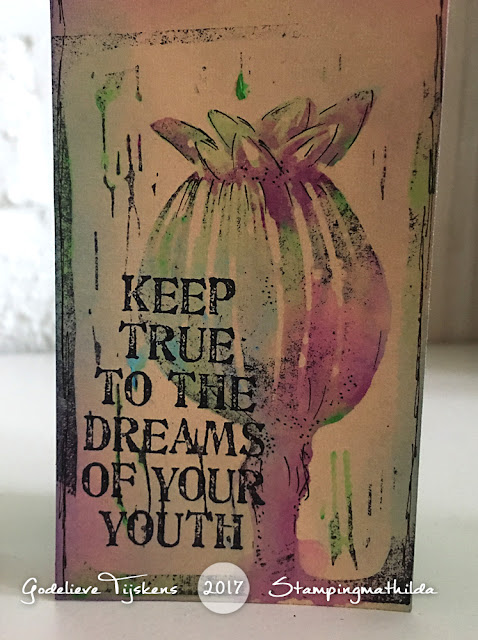 KEEP
TRUE
TO THE
DREAMS
OF YOUR
YOUTH
Godelieve Tijskens 2017 Stampingmathilda